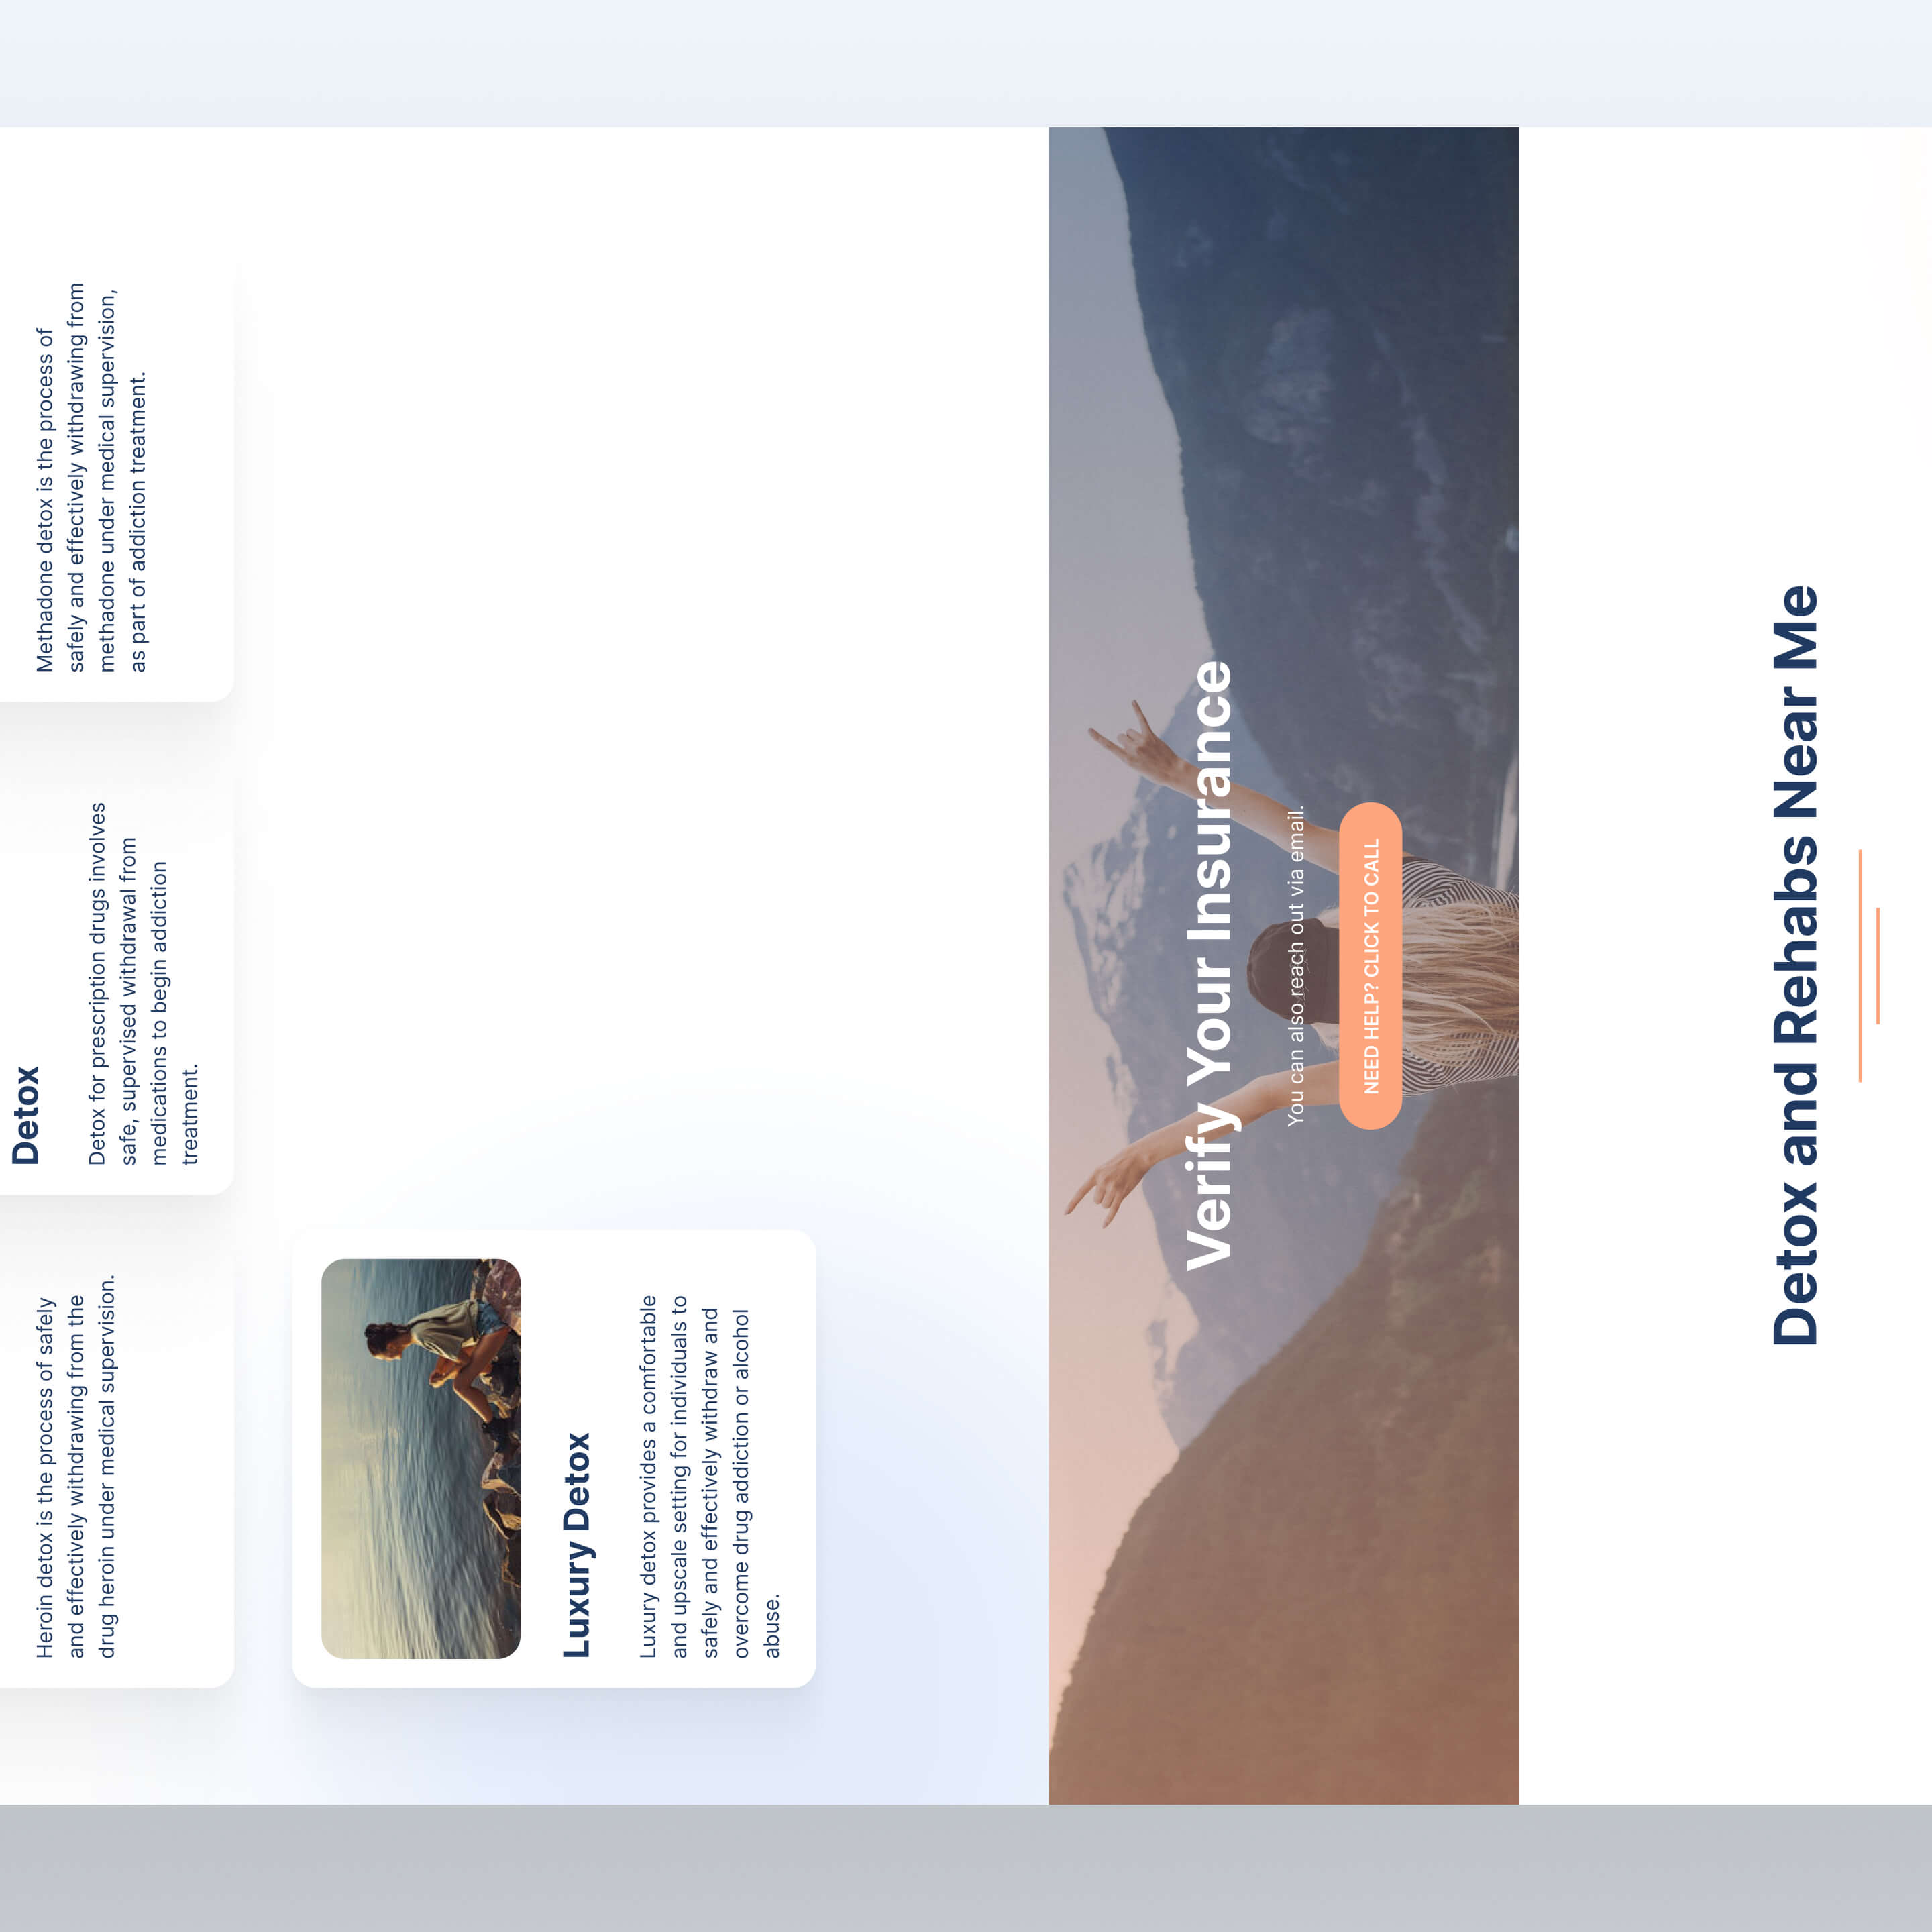 Heroin detox is the process of safely
and effectively withdrawing from the
drug heroin under medical supervision.
Detox
Detox for prescription drugs involves
safe, supervised withdrawal from
medications to begin addiction
treatment.
Methadone detox is the process of
safely and effectively withdrawing from
methadone under medical supervision,
as part of addiction treatment.
Luxury Detox
Luxury detox provides a comfortable
and upscale setting for individuals to
safely and effectively withdraw and
overcome drug addiction or alcohol
abuse.
Verify Your Insurance
You can also reach out via email.
NEED HELP? CLICK TO CALL
Detox and Rehabs Near Me